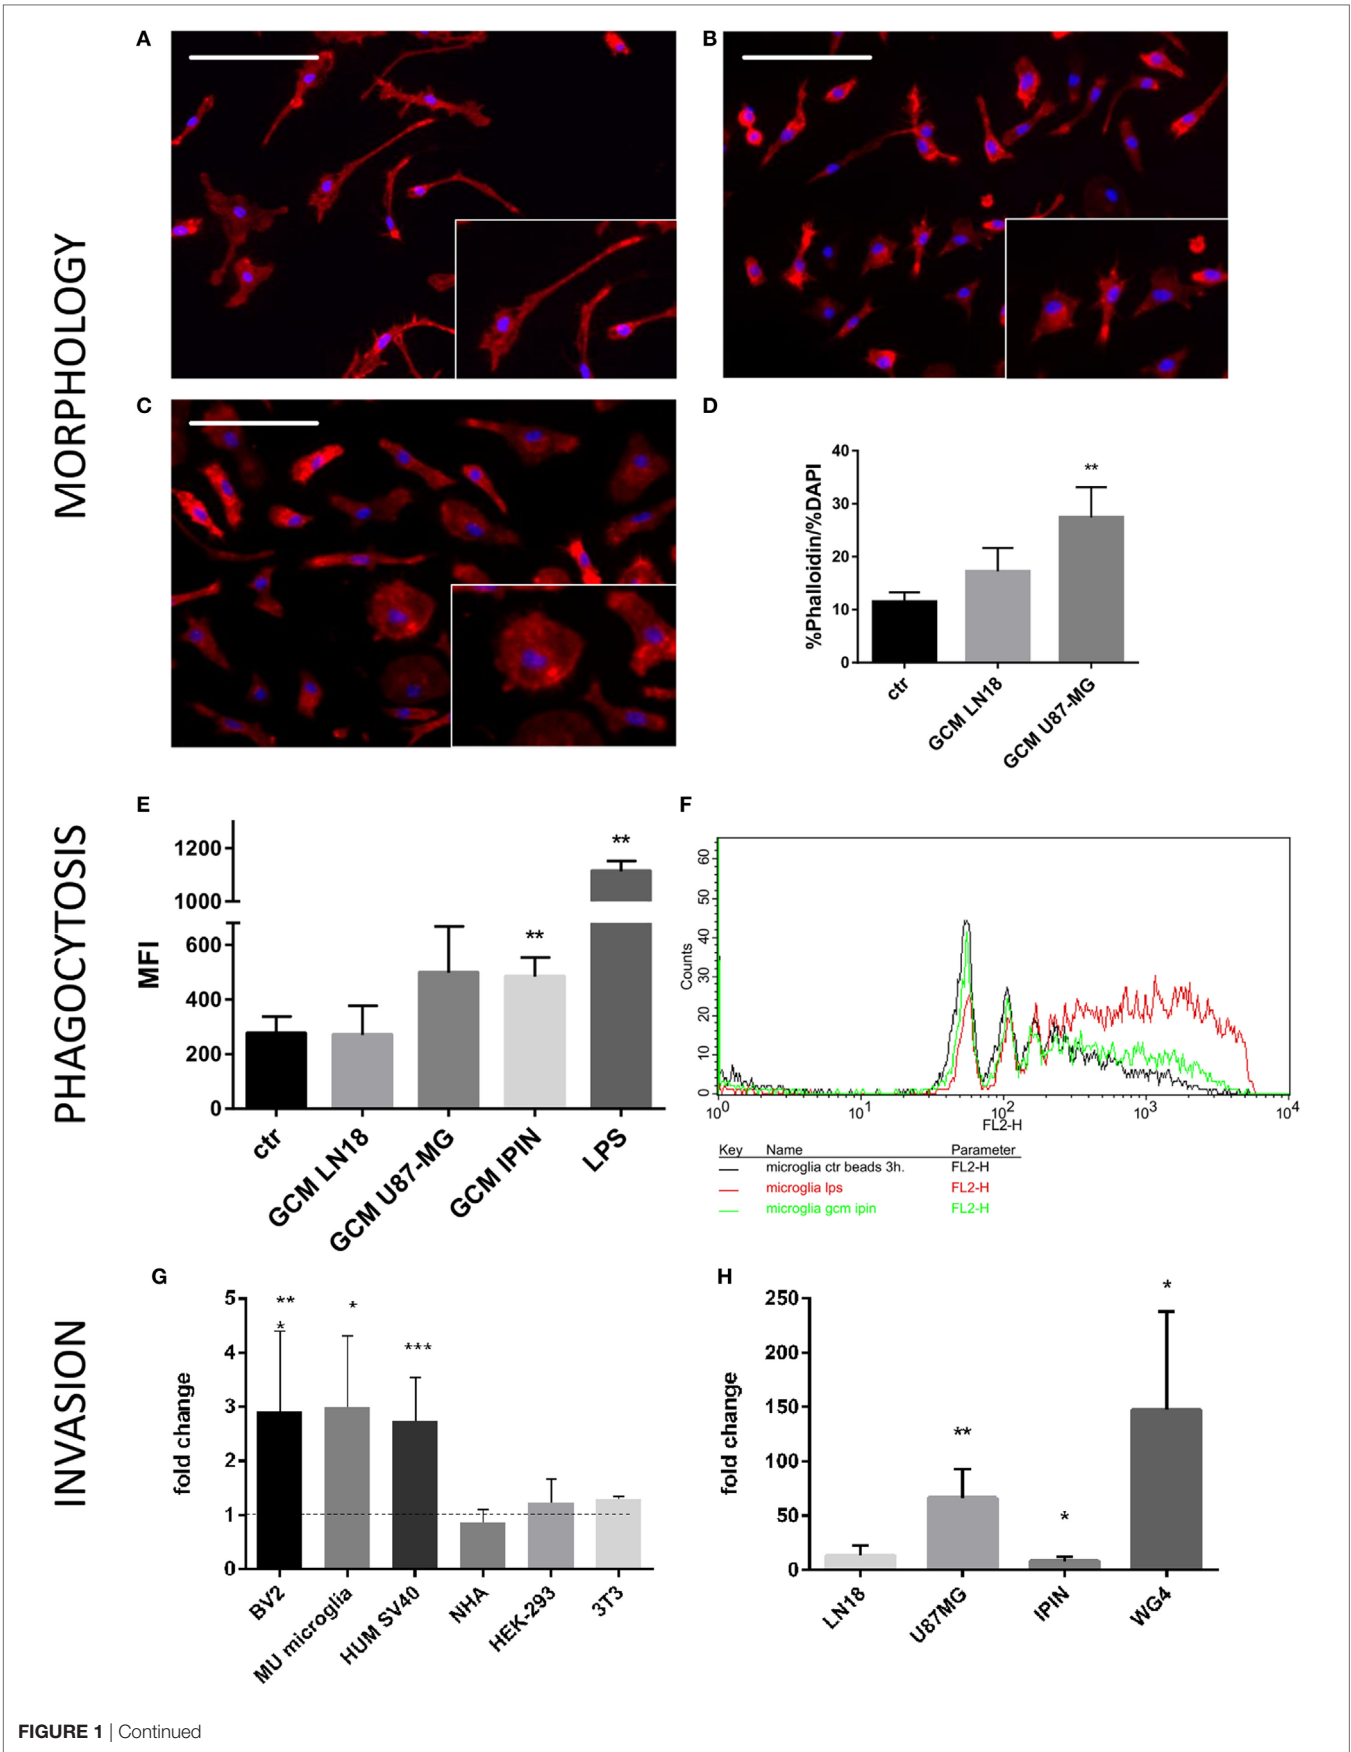 MORPHOLOGY
A
B
C
D
40
30
20
10
0
%Phalloidin/%DAPI
**
ctr
GCM LN18
GCM U87-MG
PHAGOCYTOSIS
E
1200
1000
600
400
200
0
MFI
**
**
ctr
GCM LN18
GCM U87-MG
GCM IPIN
LPS
F
60
50
40
30
20
10
0
Counts
10^0
10^1
10^2
10^3
10^4
FL2-H
Key Name Parameter
microglia ctr beads 3h. FL2-H
microglia lps FL2-H
microglia gcm ipin FL2-H
INVASION
G
5
4
3
2
1
0
fold change
**
*
*
***
BV2
MU microglia
HUM SV40
NHA
HEK-293
3T3
H
250
200
150
100
50
0
fold change
**
*
*
LN18
U87MG
IPIN
WG4
FIGURE 1 | Continued